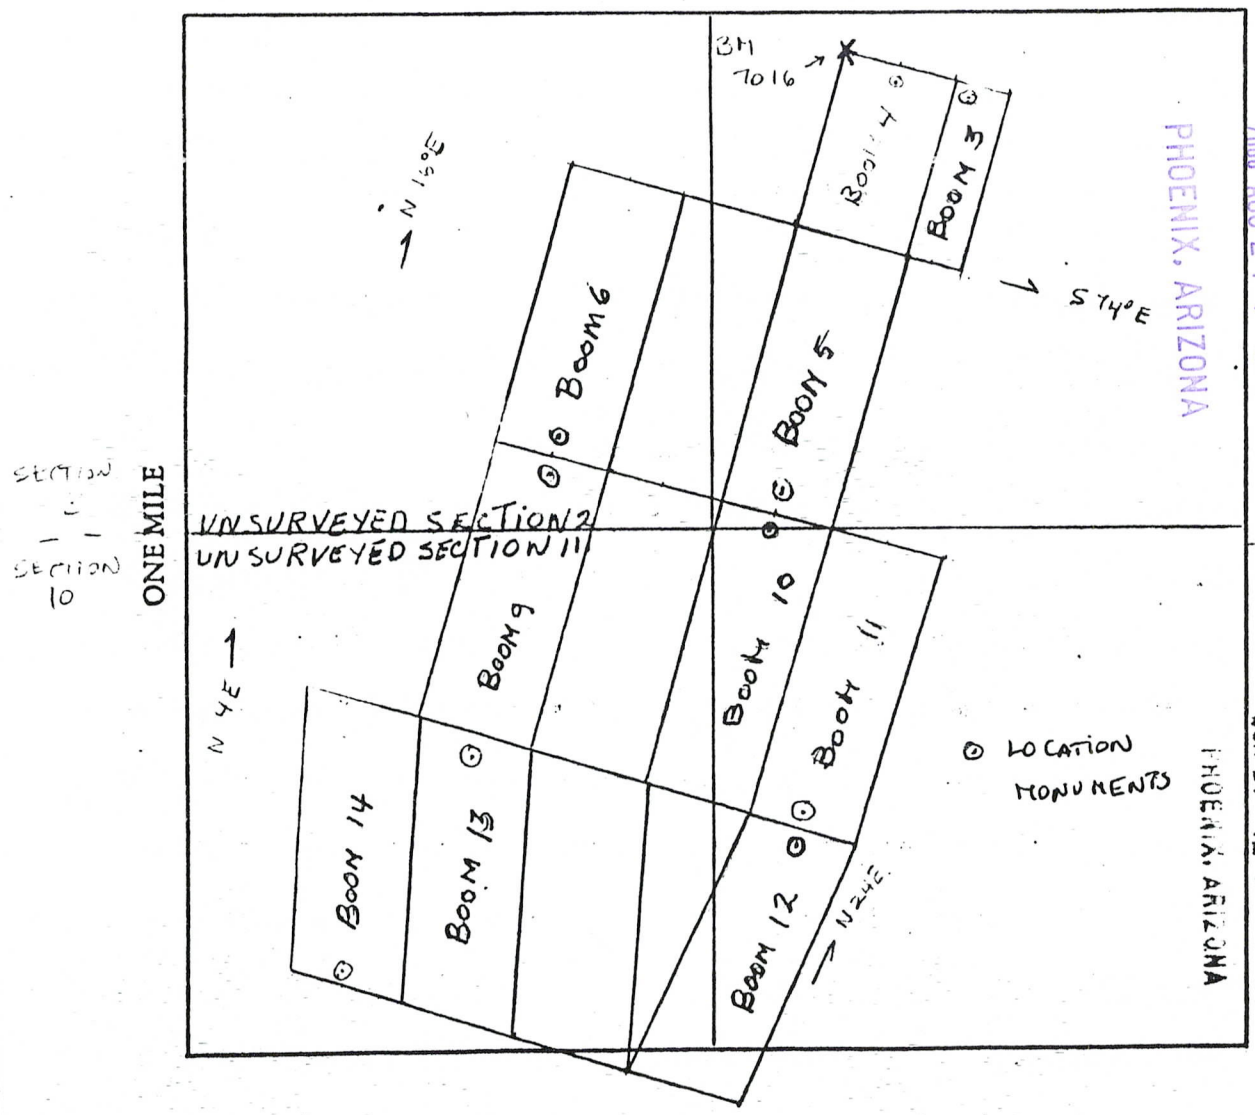 BM
7016
BOOM 4
BOOM 3
N 16°E
S 74°E
PHOENIX, ARIZONA
BOOM 6
BOOM 5
SECTION
SECTION
10
ONE MILE
UNSURVEYED SECTION 2
UNSURVEYED SECTION 11
BOOM 9
BOOM 10
BOOM 11
N 4E
LOCATION
MONUMENTS
PHOENIX, ARIZONA
BOOM 14
BOOM 13
BOOM 12
N24E